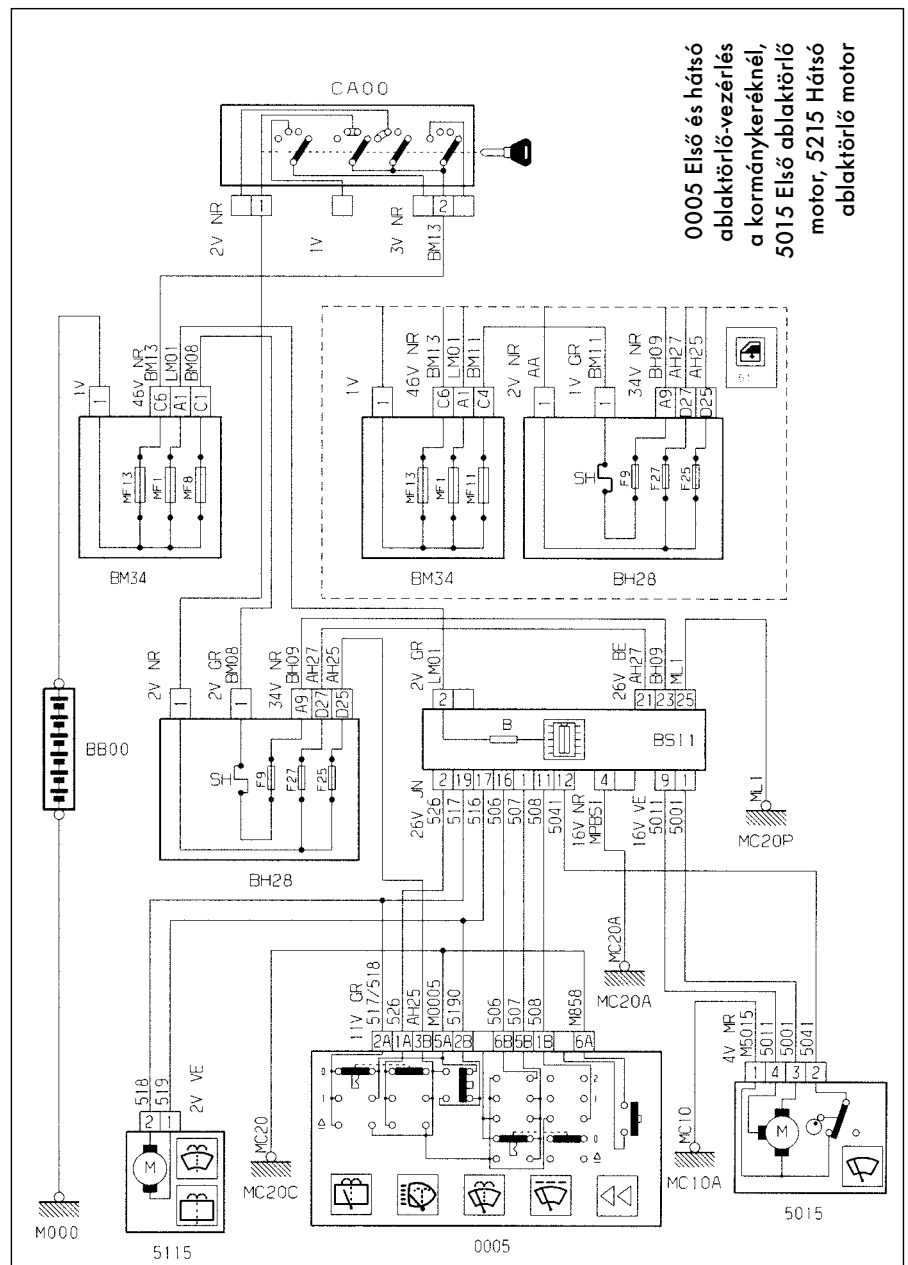 0005 Első és hátsó
ablaktörlő-vezérlés
a kormánykeréknél,
5015 Első ablaktörlő
motor, 5215 Hátsó
ablaktörlő motor
CA00
1
2
2V NR
1V
3V NR
BM13
1V
46V NR
BM13
LM01
BM08
1
C6
A1
C1
MF13
MF1
MF8
BM34
1V
46V NR
BM13
LM01
BM11
2V NR
AA
1V GR
BM11
34V NR
BH09
AH27
AH25
61
1
C6
A1
C4
1
1
A9
D27
D25
MF13
MF1
MF11
SH
F9
F27
F25
BM34
BH28
BB00
2V NR
2V GR
BM08
34V NR
BH09
AH27
AH25
1
1
A9
D27
D25
SH
F9
F27
F25
BH28
2V GR
LM01
26V BE
AH27
BH09
ML1
2
21
23
25
B
BSI1
2
19
17
16
1
11
12
4
9
1
26V JN
526
517
516
506
507
508
5041
16V NR
MPBSI
16V VE
5011
5001
ML1
MC20P
MC20A
MC20A
11V GR
517/518
526
AH25
M0005
5190
506
507
508
M858
2A
1A
3B
5A
2B
6B
5B
1B
6A
0
1
2
1
0
MC20
MC20C
0005
518
519
2V VE
2
1
M
5115
M000
MC10
MC10A
4V MR
M5015
5011
5001
5041
1
4
3
2
M
5015